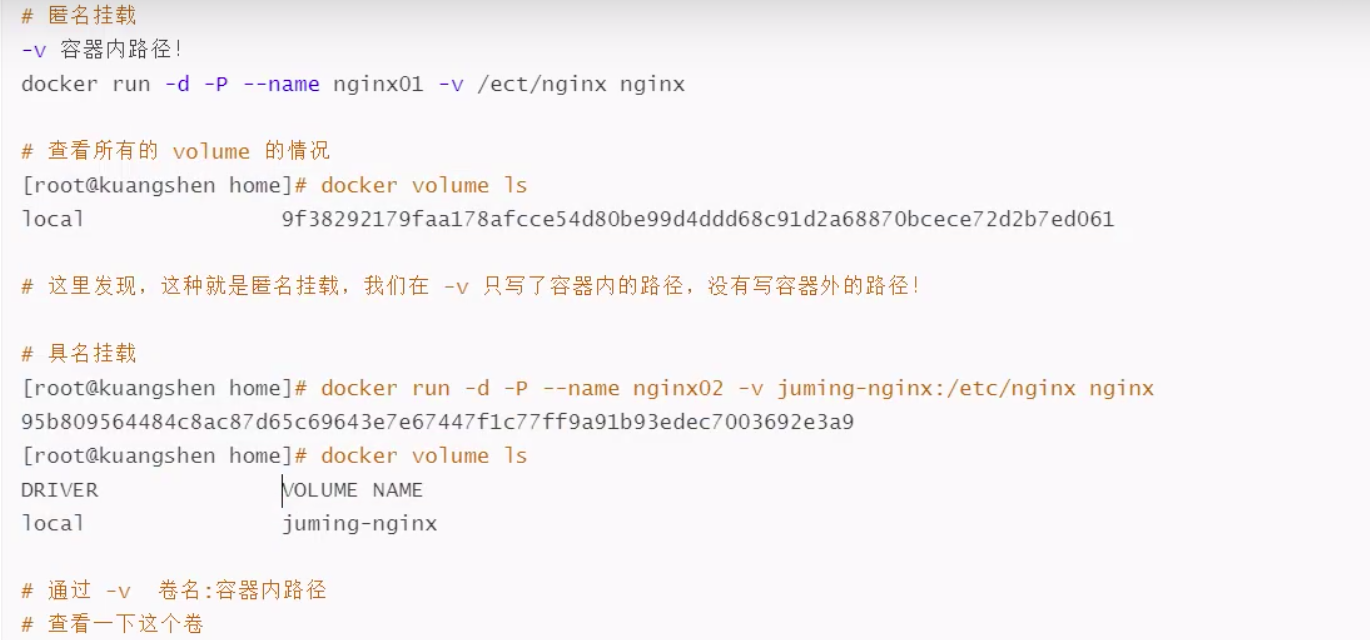 # 匿名挂载
-v 容器内路径!
docker run -d -P --name nginx01 -v /ect/nginx nginx
# 查看所有的 volume 的情况
[root@kuangshen home]# docker volume ls
local 9f38292179faa178afcce54d80be99d4ddd68c91d2a68870bcece72d2b7ed061
# 这里发现，这种就是匿名挂载，我们在 -v 只写了容器内的路径，没有写容器外的路径！
# 具名挂载
[root@kuangshen home]# docker run -d -P --name nginx02 -v juming-nginx:/etc/nginx nginx
95b809564484c8ac87d65c69643e7e67447f1c77ff9a91b93edec7003692e3a9
[root@kuangshen home]# docker volume ls
DRIVER VOLUME NAME
local juming-nginx
# 通过 -v 卷名:容器内路径
# 查看一下这个卷